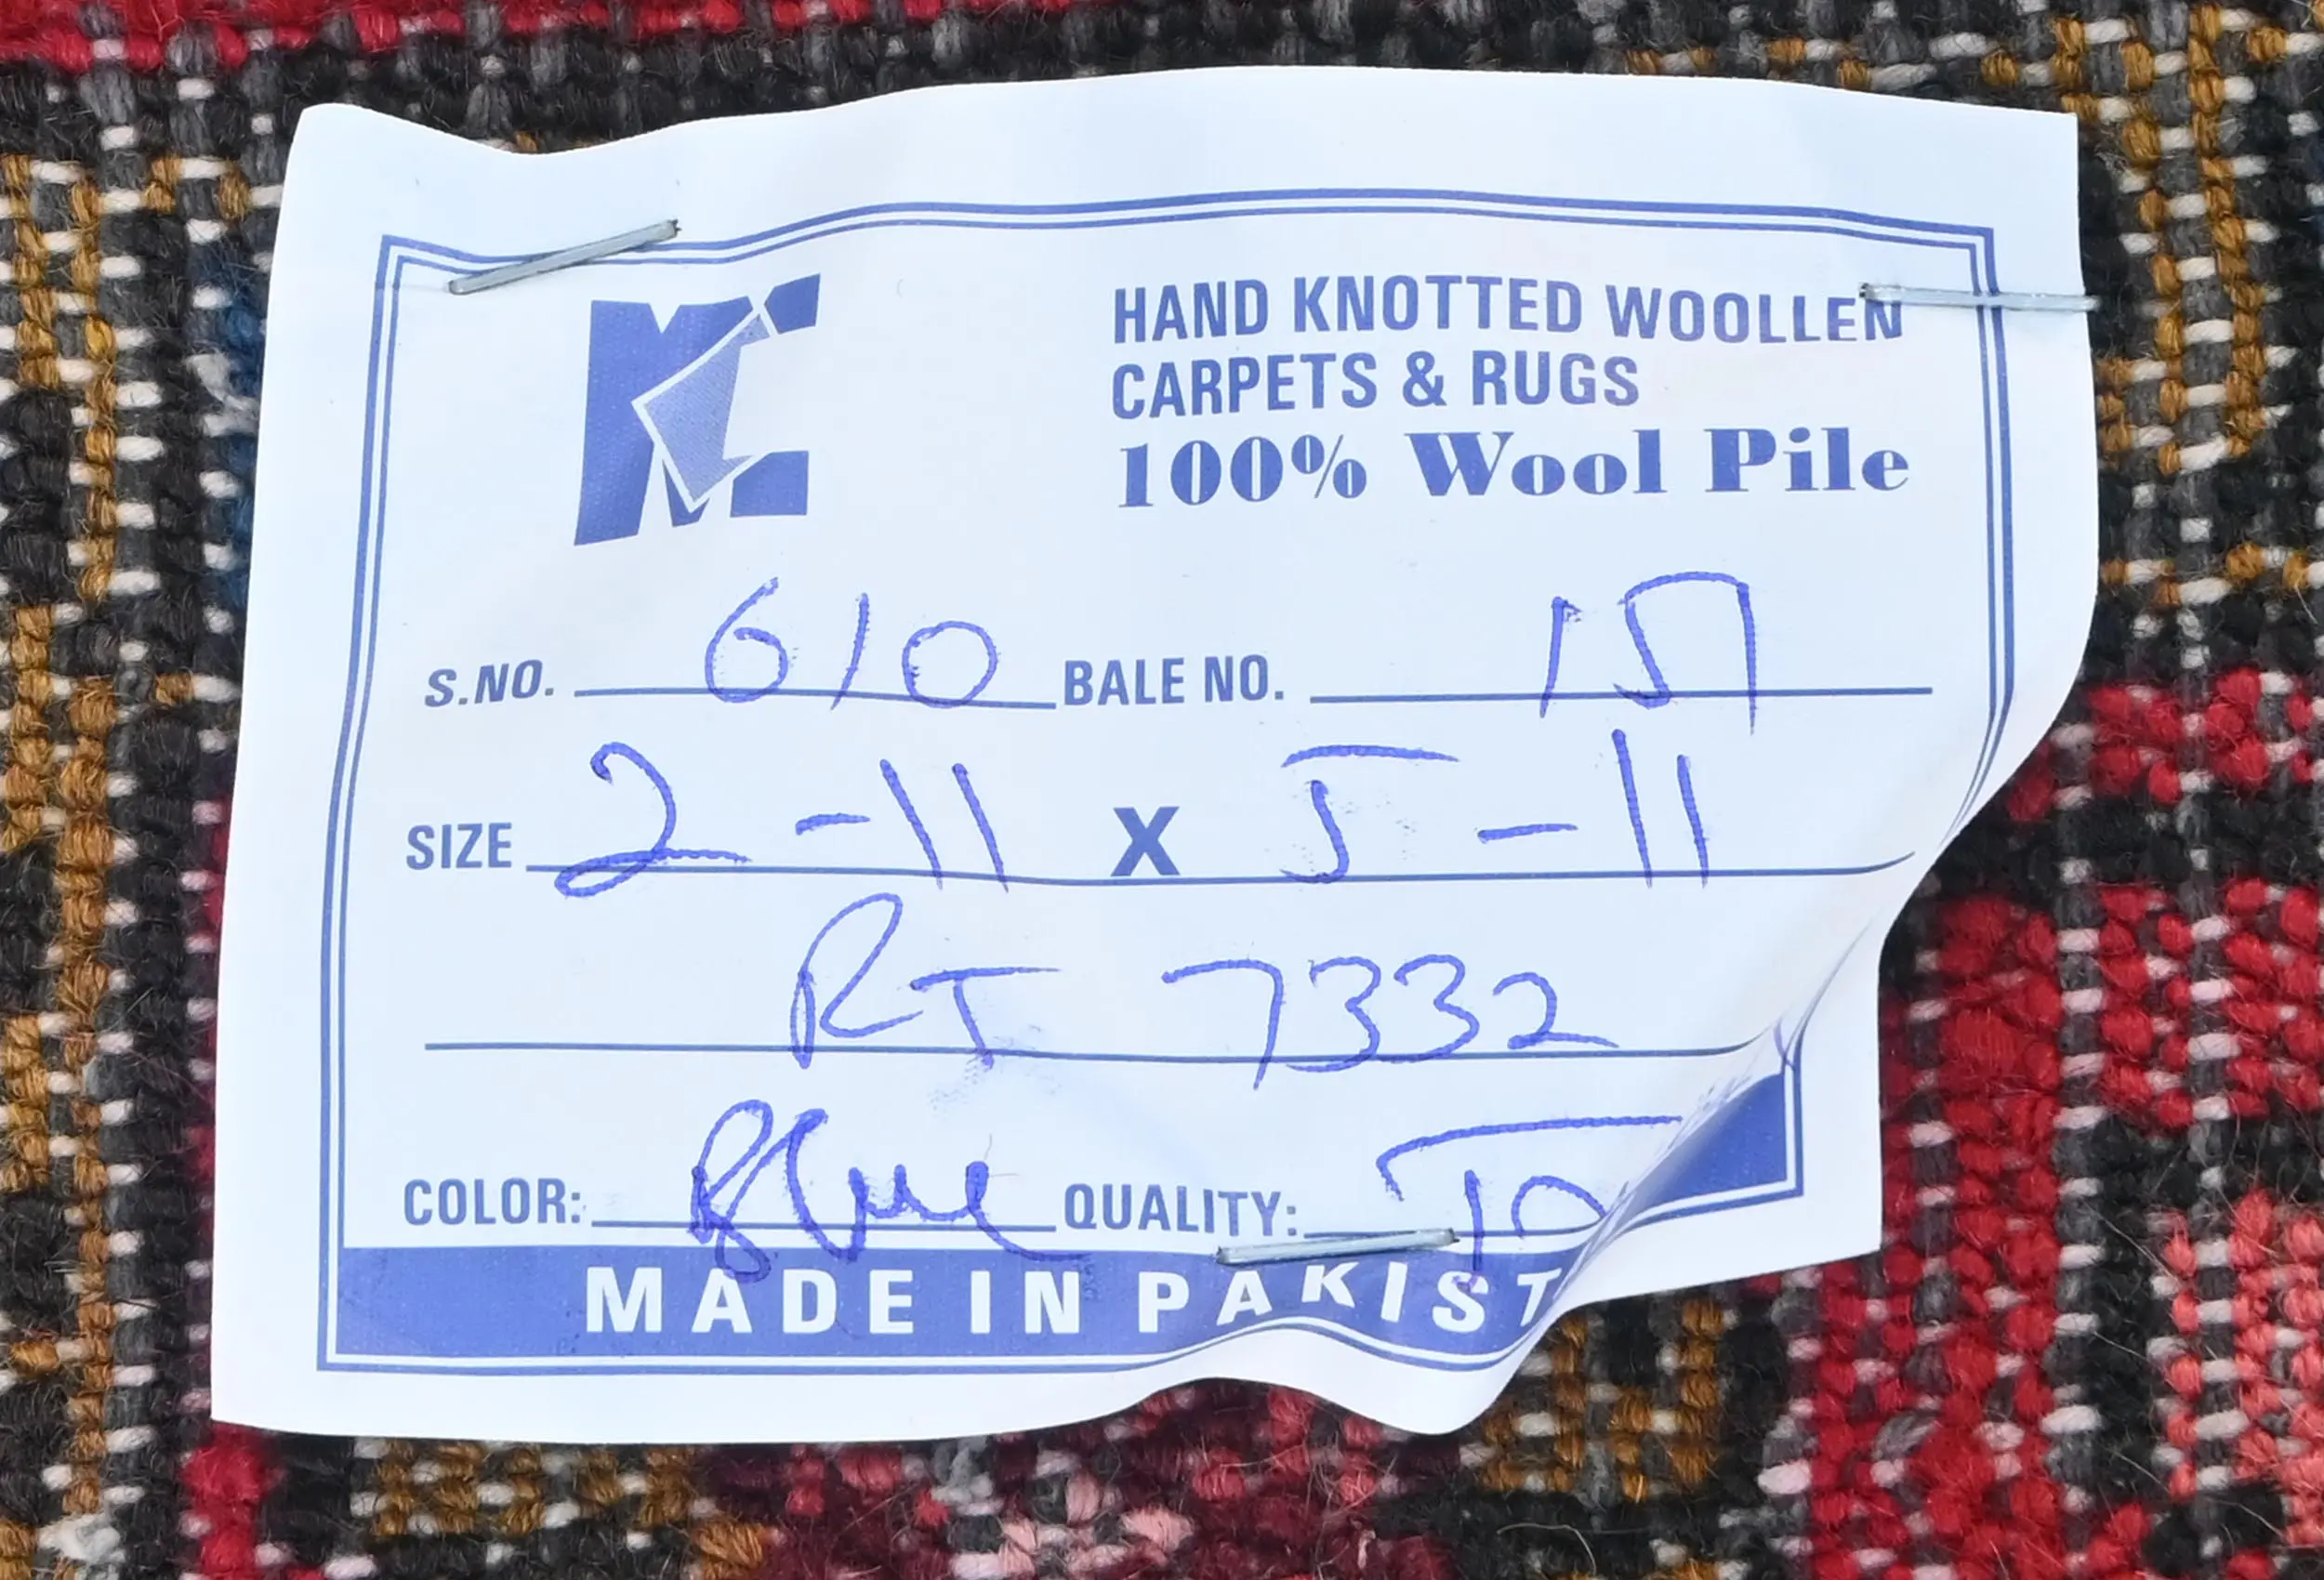 MC
HAND KNOTTED WOOLLEN
CARPETS & RUGS
100% Wool Pile
S.NO. 610 BALE NO. 157
SIZE 2-11 X 5-11
RT 7332
COLOR: Blue QUALITY:
MADE IN PAKIST